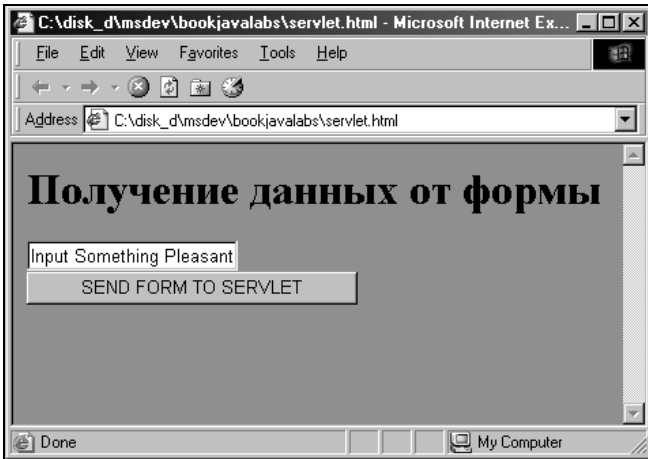 C:\disk_d\msdev\bookjavalabs\servlet.html - Microsoft Internet Ex...
File Edit View Favorites Tools Help
Address C:\disk_d\msdev\bookjavalabs\servlet.html
Получение данных от формы
Input Something Pleasant
SEND FORM TO SERVLET
Done My Computer